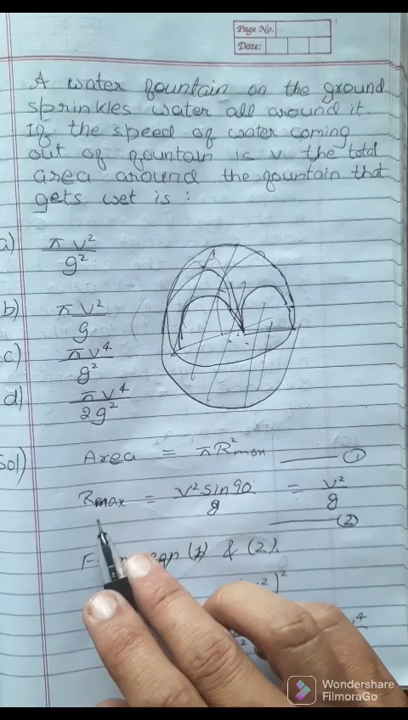 Page No.
Date:
A water fountain on the ground
sprinkles water all around it.
If the speed of water coming
out of fountain is v. the total
area around the fountain that
gets wet is :
a) πv²/g²
b) πv²/g
c) πv⁴/g²
d) πv⁴/2g²
Sol) Area = πR²max ——— ①
Rmax = v² sin90/g = v²/g ——— ②
& (2).
Wondershare
FilmoraGo